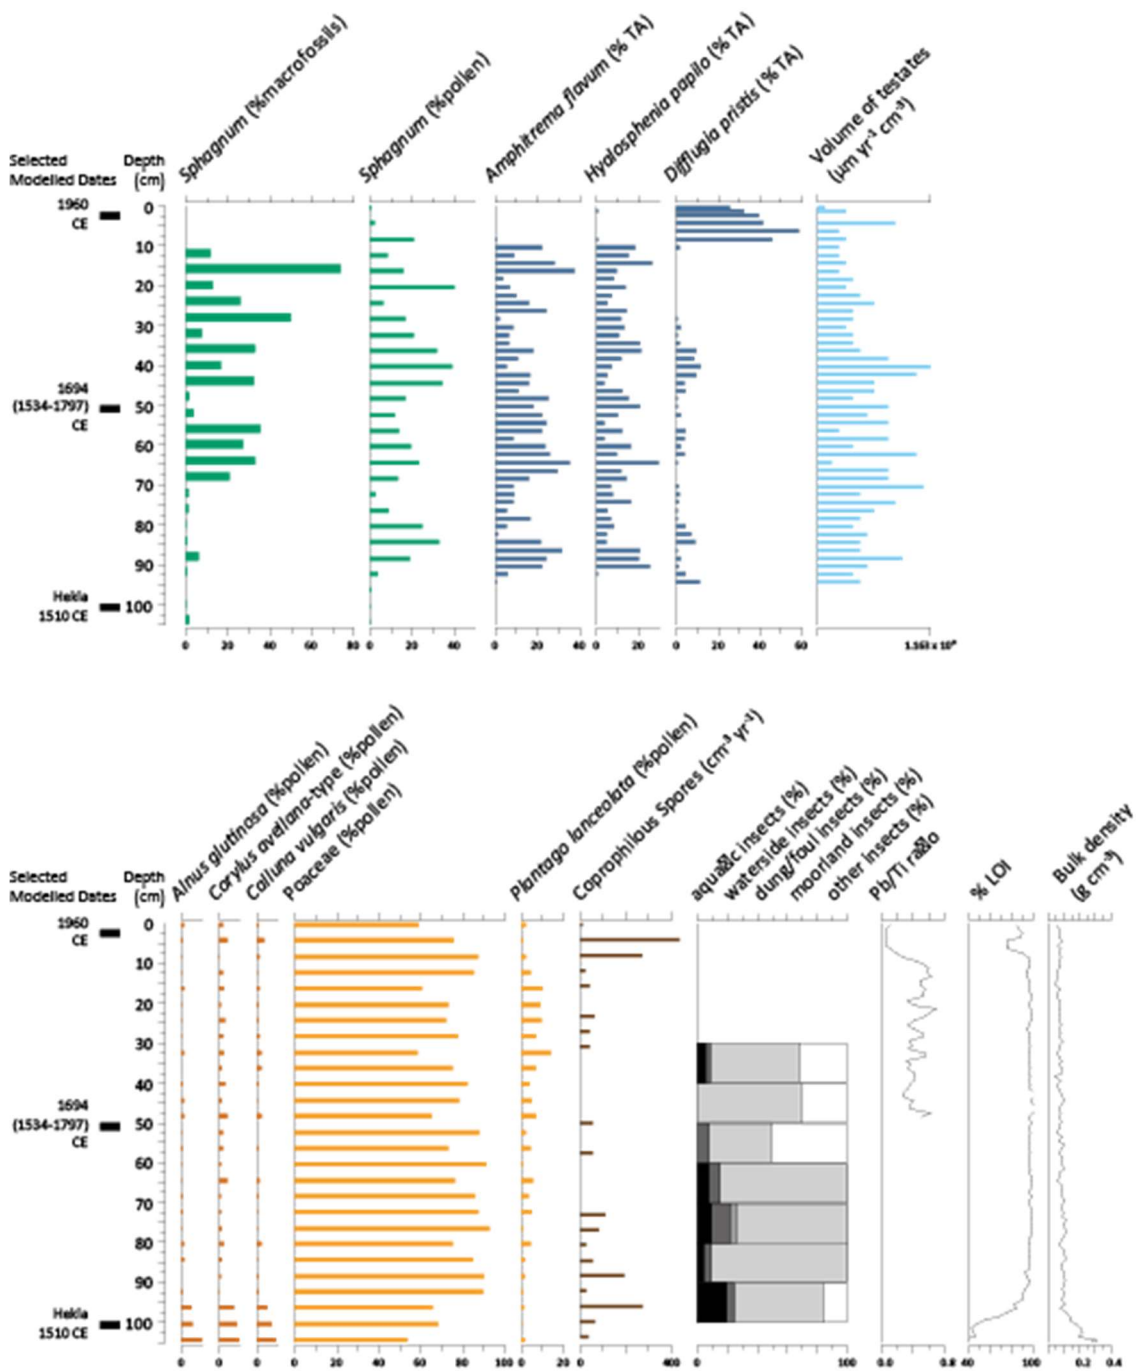 Sphagnum (%macrofossils)
Sphagnum (%pollen)
Amphitrema flavum (% TA)
Hyalosphenia papilo (% TA)
Difflugia pristis (% TA)
Volume of testates
(µm yr⁻¹ cm⁻³)
Selected
Modelled Dates
Depth
(cm)
1960
CE
1694
(1534-1797)
CE
Hekla
1510 CE
0
10
20
30
40
50
60
70
80
90
100
0 20 40 60 80
0 20 40
0 20 40
0 20
0 20 40 60
Alnus glutinosa (%pollen)
Corylus avellana-type (%pollen)
Calluna vulgaris (%pollen)
Poaceae (%pollen)
Plantago lanceolata (%pollen)
Coprophilous Spores (cm⁻³ yr⁻¹)
aquatic insects (%)
waterside insects (%)
dung/foul insects (%)
moorland insects (%)
other insects (%)
Pb/Ti ratio
% LOI
Bulk density
(g cm⁻³)
Selected
Modelled Dates
Depth
(cm)
1960
CE
1694
(1534-1797)
CE
Hekla
1510 CE
0
10
20
30
40
50
60
70
80
90
100
0 0 0 0 20 40 60 80 100
0 20
0 400
0 100
0.0 0.8
40 100
0.2 0.4